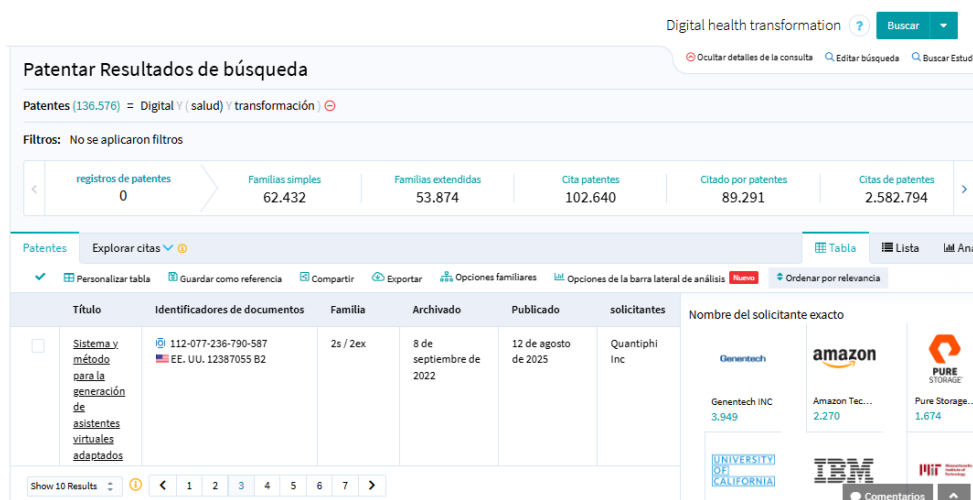 Digital health transformation ? Buscar
Patentar Resultados de búsqueda
Ocultar detalles de la consulta Editar búsqueda Buscar Estud
Patentes (136.576) = Digital Y ( salud) Y transformación )
Filtros: No se aplicaron filtros
registros de patentes
0
Familias simples
62.432
Familias extendidas
53.874
Cita patentes
102.640
Citado por patentes
89.291
Citas de patentes
2.582.794
Patentes Explorar citas Tabla Lista Aná
Personalizar tabla Guardar como referencia Compartir Exportar Opciones familiares Opciones de la barra lateral de análisis Nuevo Ordenar por relevancia
Título Identificadores de documentos Familia Archivado Publicado solicitantes
Sistema y
método
para la
generación
de
asistentes
virtuales
adaptados
112-077-236-790-587
EE. UU. 12387055 B2
2s / 2ex
8 de
septiembre de
2022
12 de agosto
de 2025
Quantiphi
Inc
Nombre del solicitante exacto
Genentech
Genentech INC
3.949
amazon
Amazon Tec...
2.270
PURE
STORAGE
Pure Storage...
1.674
UNIVERSITY
OF
CALIFORNIA
IBM
Show 10 Results 1 2 3 4 5 6 7
Comentarios